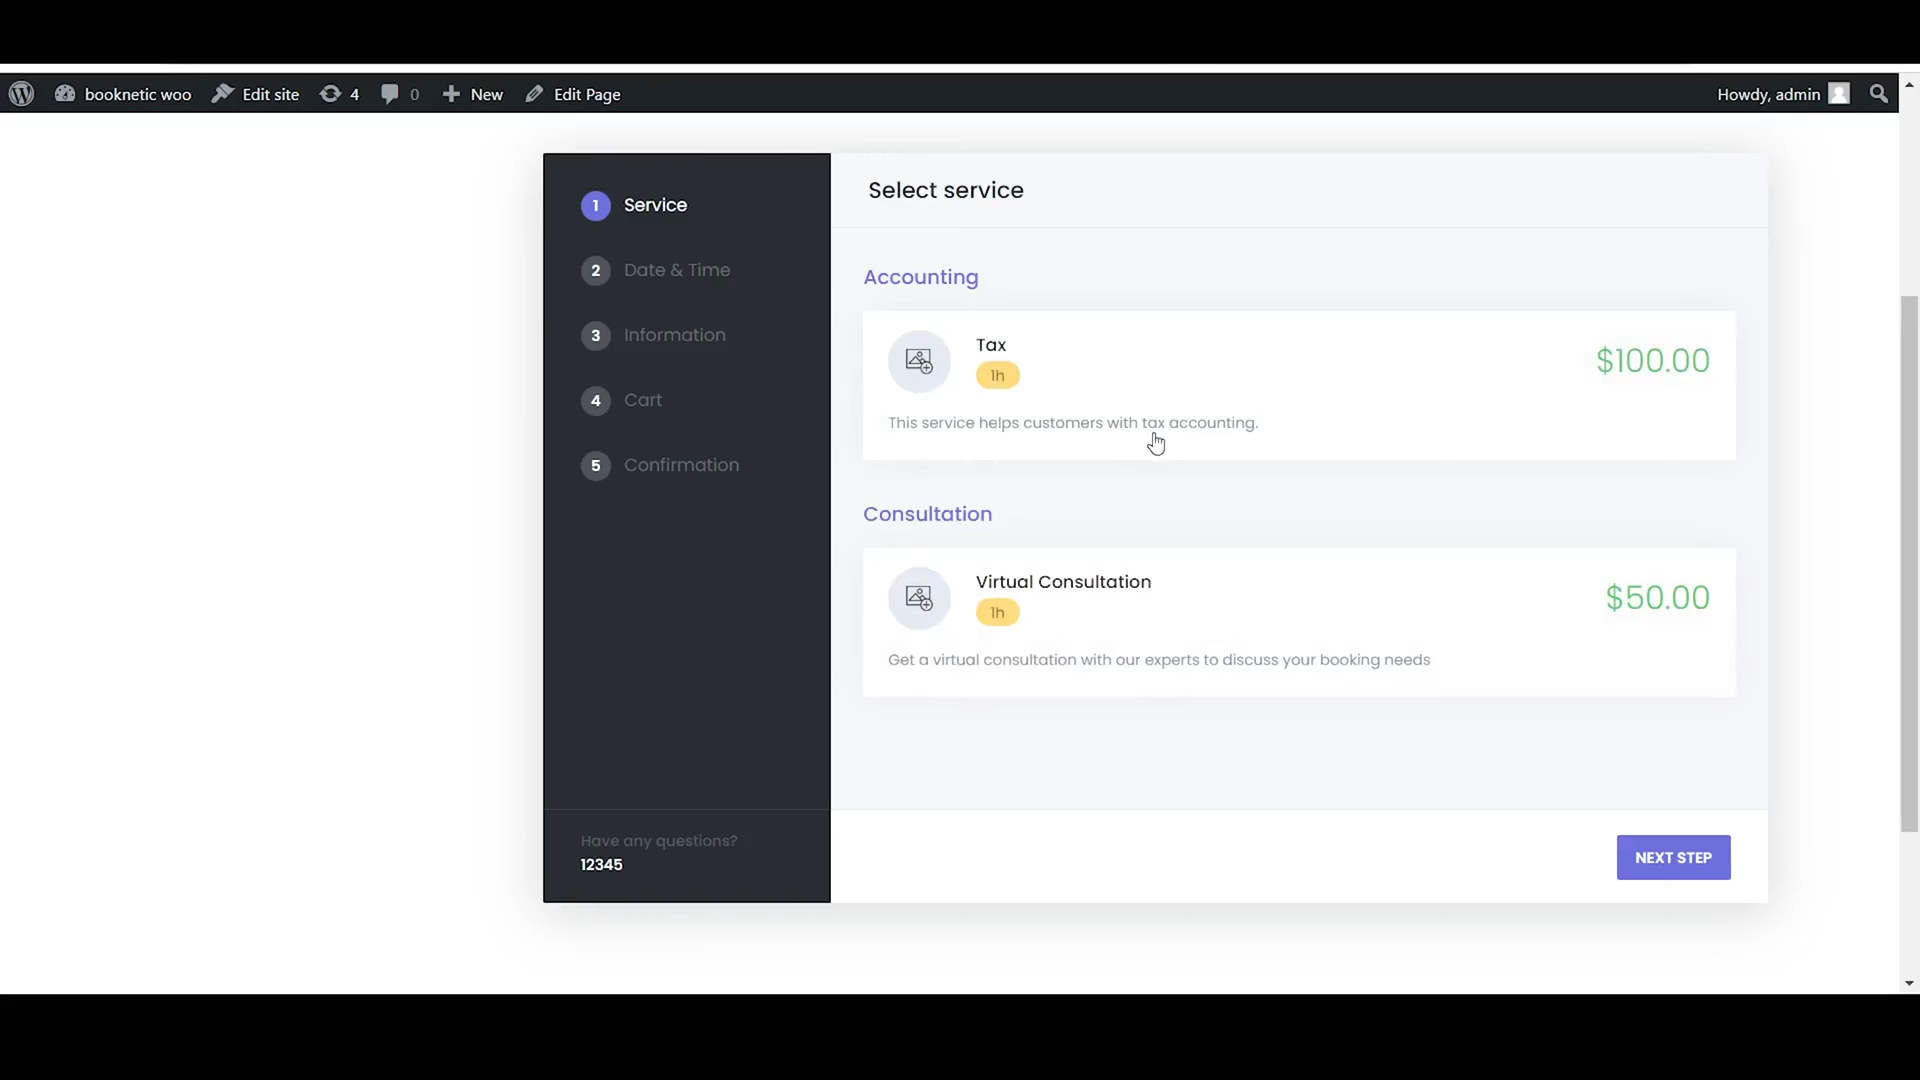 booknetic woo Edit site 4 0 New Edit Page Howdy, admin
1 Service
2 Date & Time
3 Information
4 Cart
5 Confirmation
Have any questions?
12345
Select service
Accounting
Tax
1h
$100.00
This service helps customers with tax accounting.
Consultation
Virtual Consultation
1h
$50.00
Get a virtual consultation with our experts to discuss your booking needs
NEXT STEP